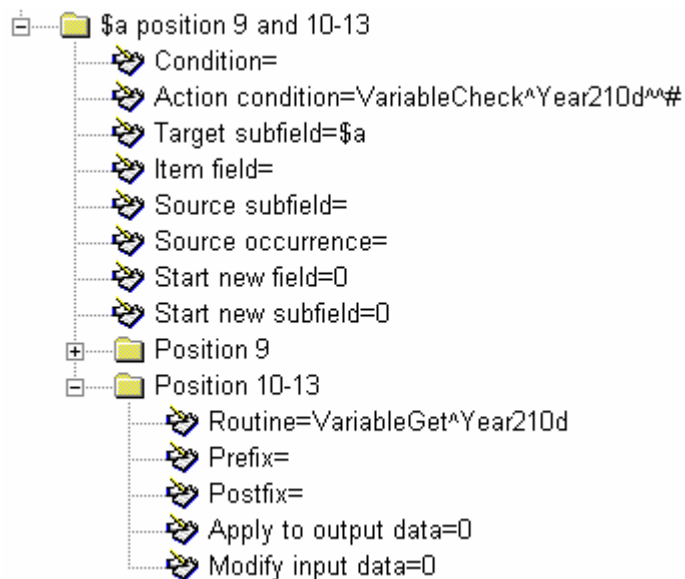 $a position 9 and 10-13
Condition=
Action condition=VariableCheck^Year210d^^#
Target subfield=$a
Item field=
Source subfield=
Source occurrence=
Start new field=0
Start new subfield=0
Position 9
Position 10-13
Routine=VariableGet^Year210d
Prefix=
Postfix=
Apply to output data=0
Modify input data=0